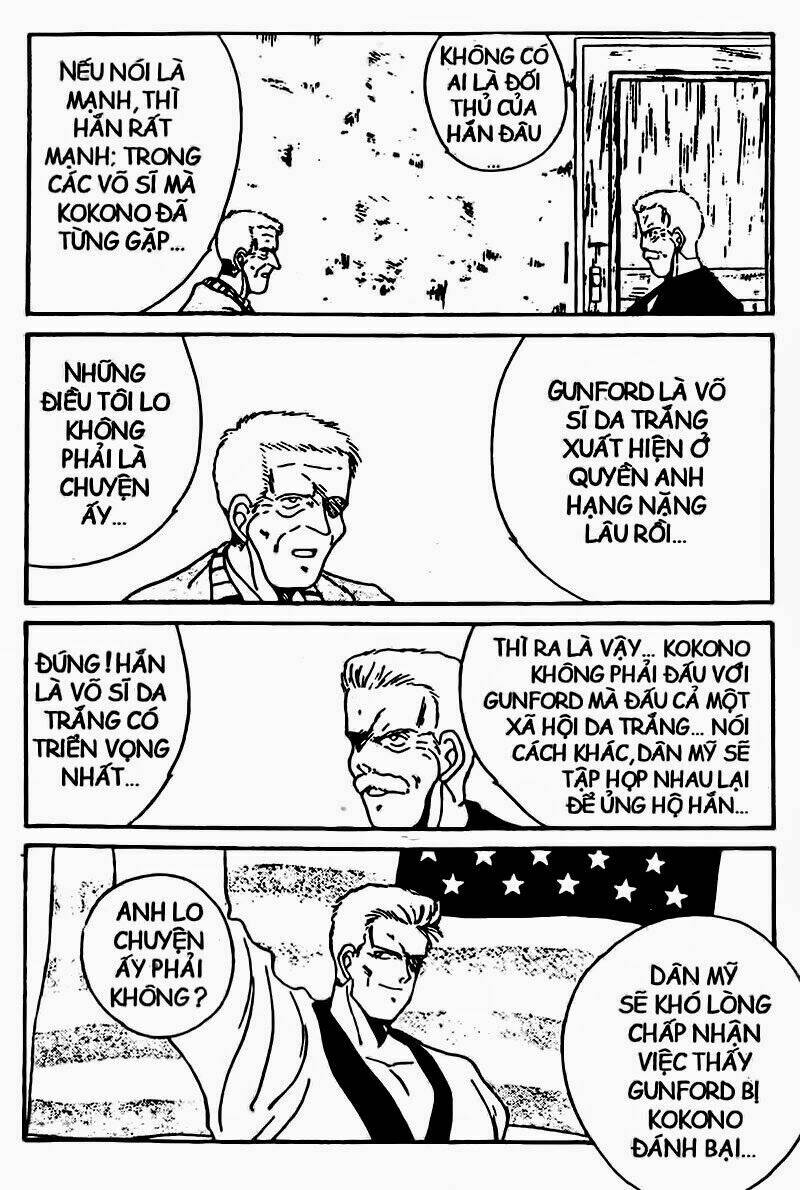 NẾU NÓI LÀ
MẠNH, THÌ
HẮN RẤT
MẠNH; TRONG
CÁC VÕ SĨ MÀ
KOKONO ĐÃ
TỪNG GẶP...
KHÔNG CÓ
AI LÀ ĐỐI
THỦ CỦA
HẮN ĐÂU
...
NHỮNG
ĐIỀU TÔI LO
KHÔNG
PHẢI LÀ
CHUYỆN
ẤY...
GUNFORD LÀ VÕ
SĨ DA TRẮNG
XUẤT HIỆN Ở
QUYỀN ANH
HẠNG NẶNG
LÂU RỒI...
ĐÚNG! HẮN
LÀ VÕ SĨ DA
TRẮNG CÓ
TRIỂN VỌNG
NHẤT...
THÌ RA LÀ VẬY... KOKONO
KHÔNG PHẢI ĐẤU VỚI
GUNFORD MÀ ĐẤU CẢ MỘT
XÃ HỘI DA TRẮNG... NÓI
CÁCH KHÁC, DÂN MỸ SẼ
TẬP HỌP NHAU LẠI
ĐỂ ỦNG HỘ HẮN...
ANH LO
CHUYỆN
ẤY PHẢI
KHÔNG?
DÂN MỸ
SẼ KHÓ LÒNG
CHẤP NHẬN
VIỆC THẤY
GUNFORD BỊ
KOKONO
ĐÁNH BẠI...